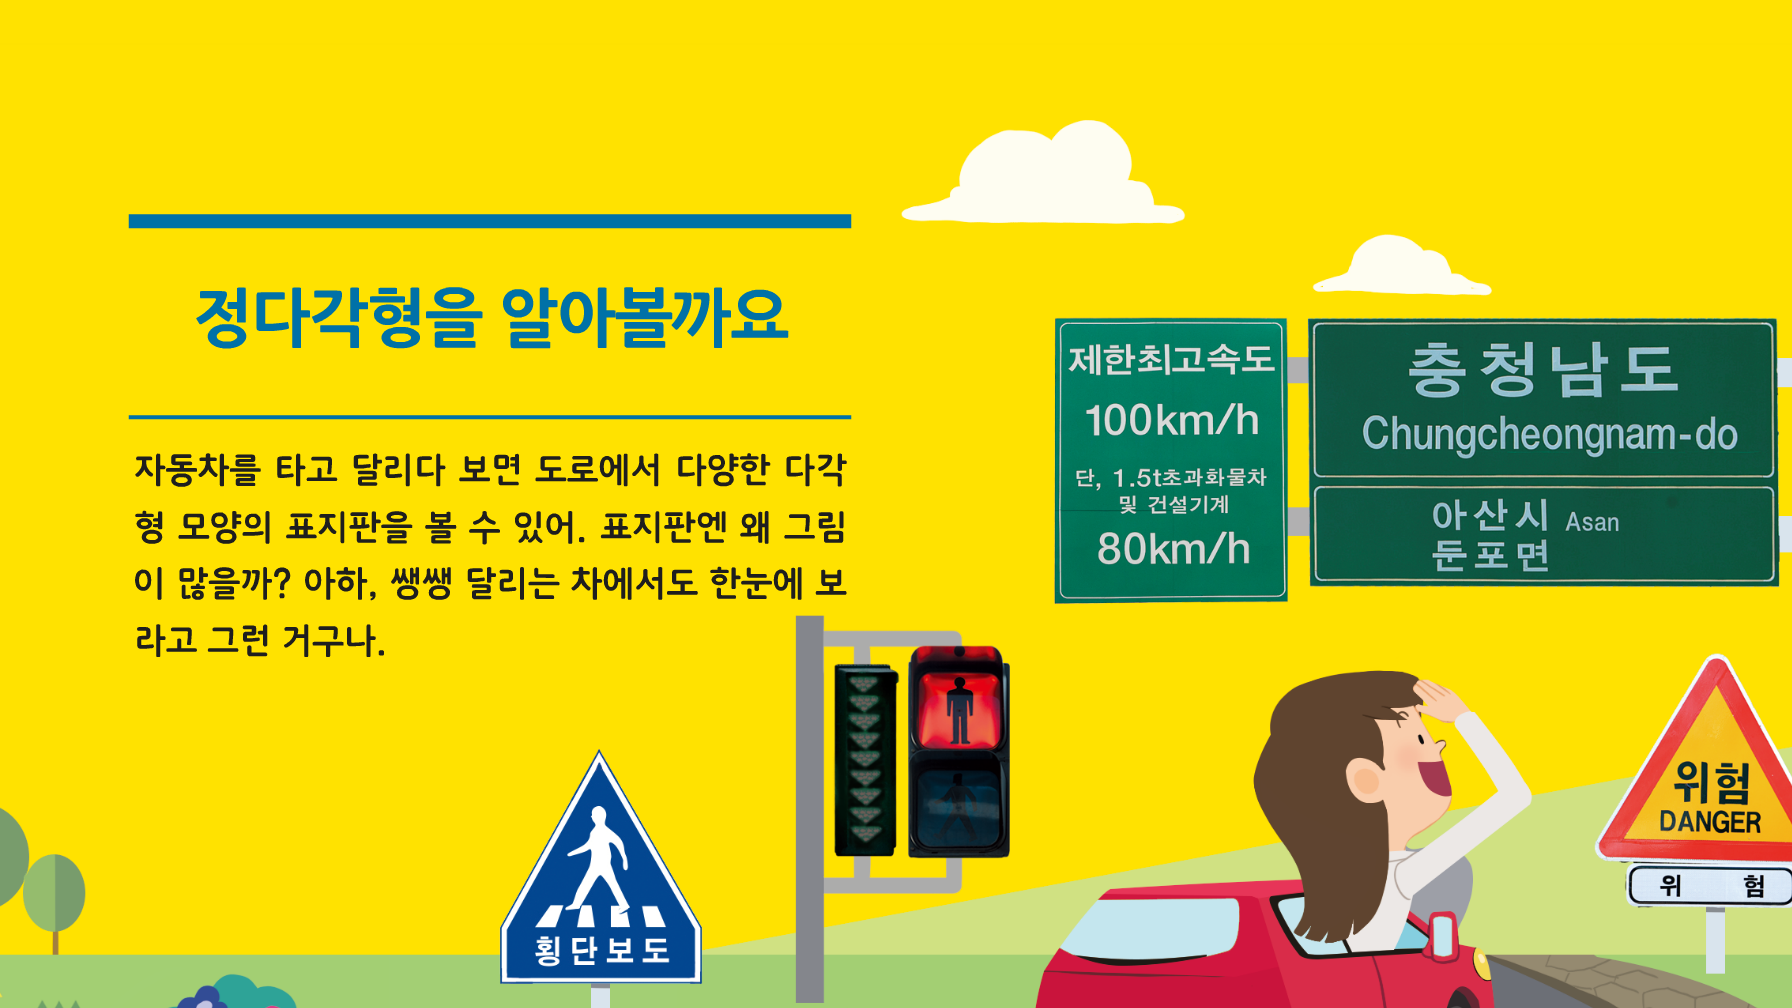 정다각형을 알아볼까요
자동차를 타고 달리다 보면 도로에서 다양한 다각
형 모양의 표지판을 볼 수 있어. 표지판엔 왜 그림
이 많을까? 아하, 쌩쌩 달리는 차에서도 한눈에 보
라고 그런 거구나.
제한최고속도
100km/h
단, 1.5t초과화물차
및 건설기계
80km/h
충청남도
Chungcheongnam-do
아산시 Asan
둔포면
횡단보도
위험
DANGER
위 험